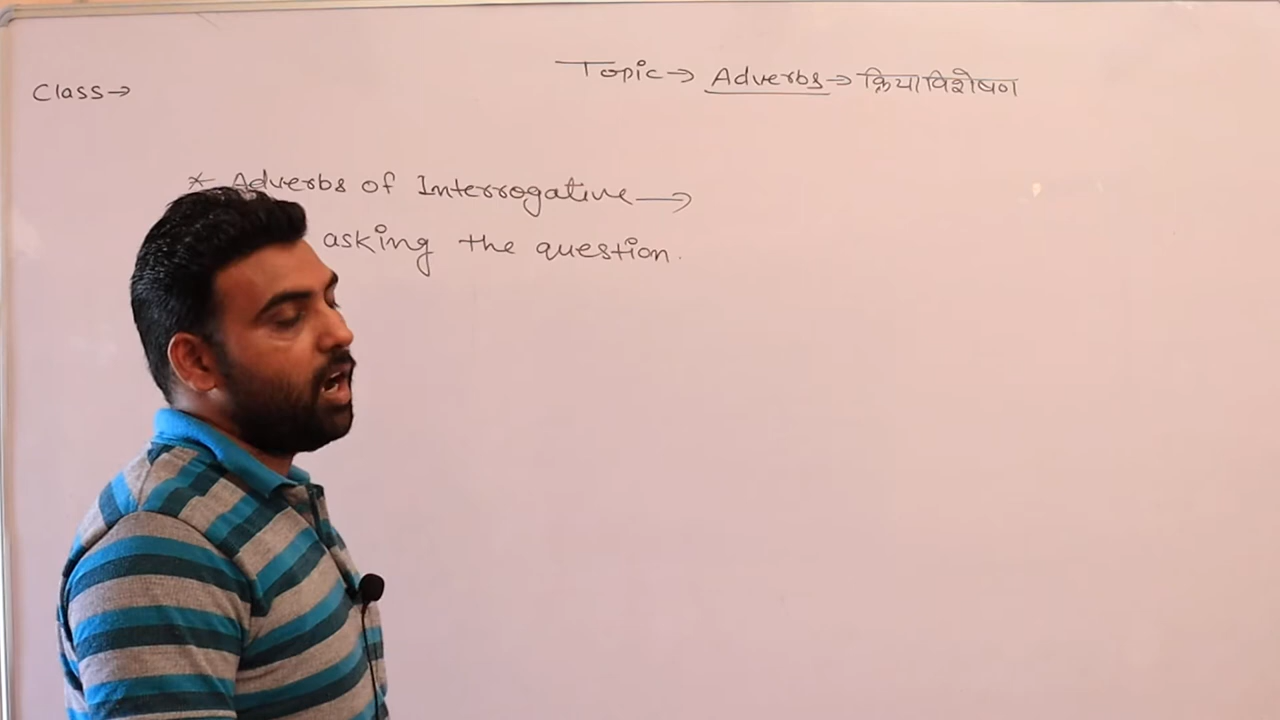 Topic→ Adverbs→ क्रियाविशेषण
Class→
* Adverbs of Interrogative →
asking the question.